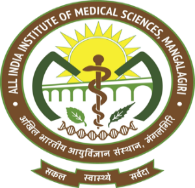 ALL INDIA INSTITUTE OF MEDICAL SCIENCES, MANGALAGIRI
अखिल भारतीय आयुर्विज्ञान संस्थान, मंगलगिरि
सकल स्वास्थ्यं सर्वदा